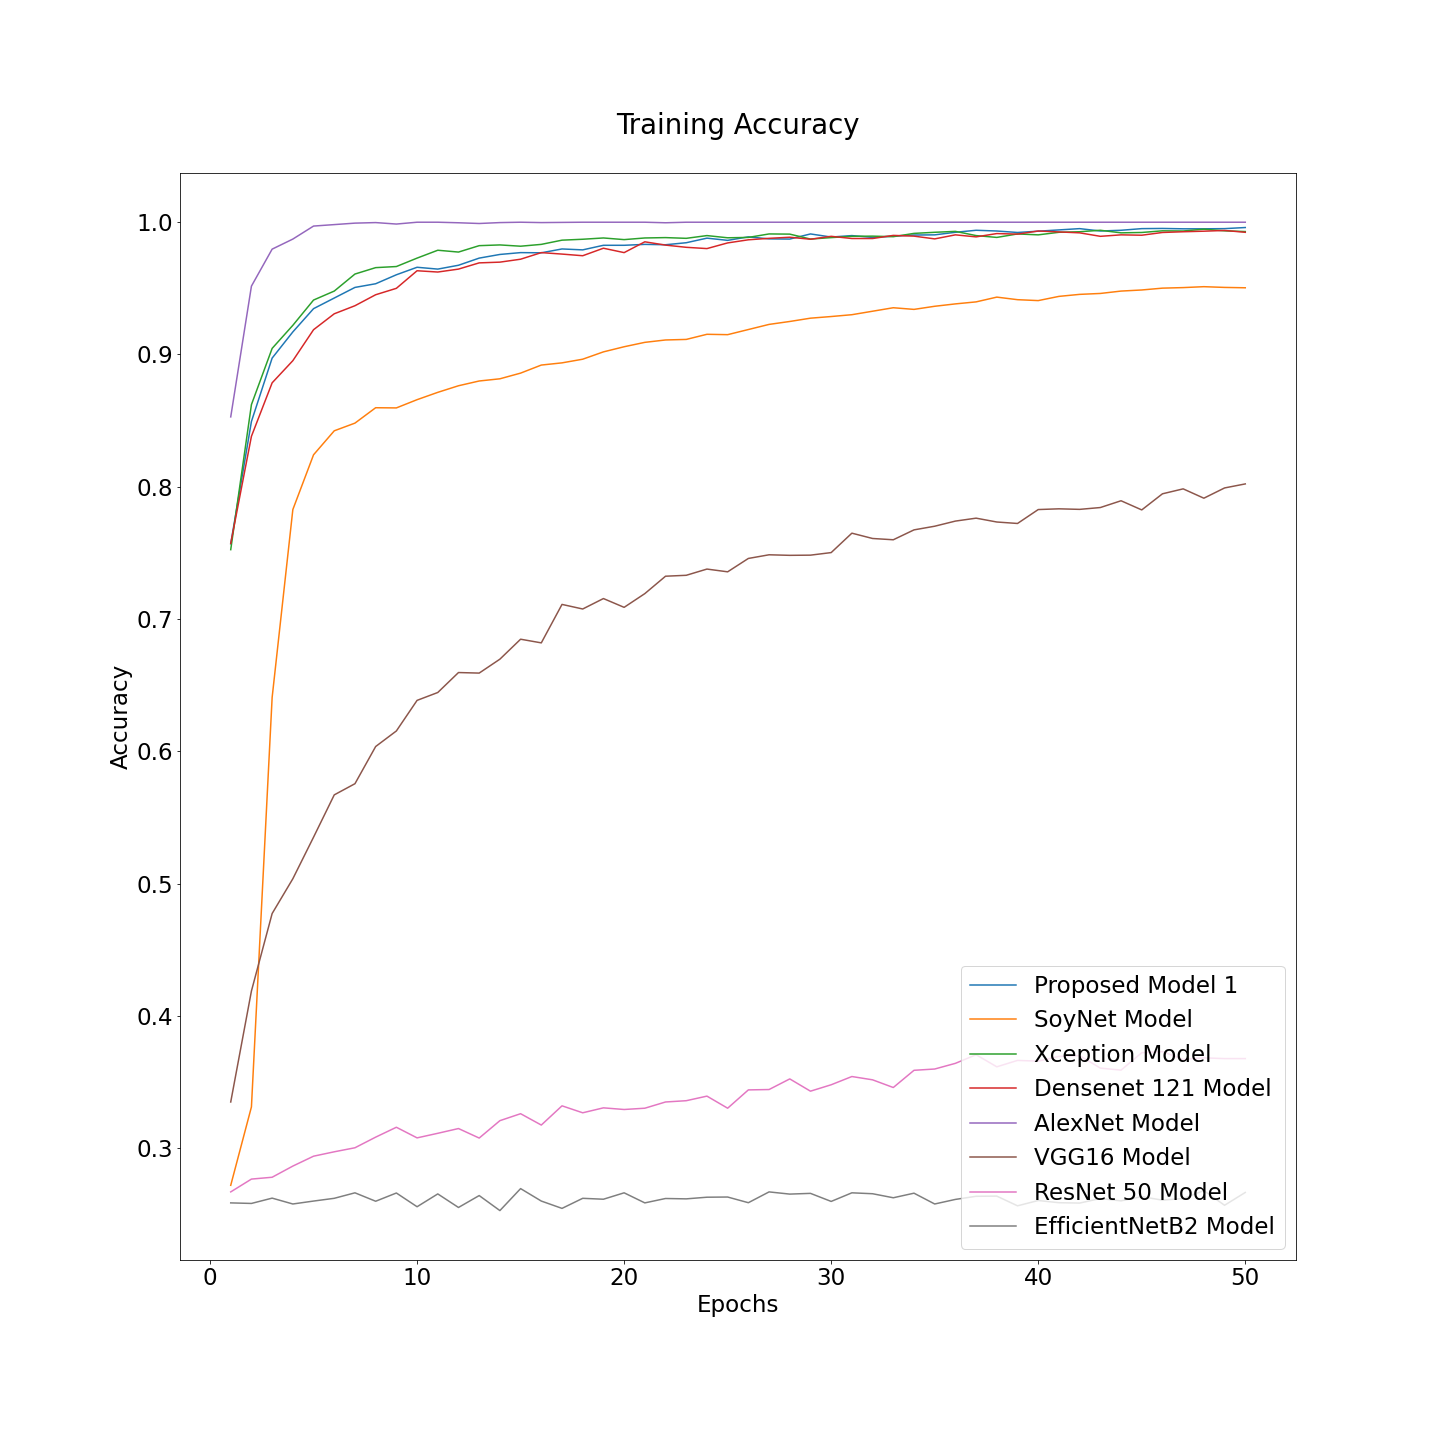 Training Accuracy
1.0
0.9
0.8
0.7
0.6
0.5
0.4
0.3
Accuracy
Proposed Model 1
SoyNet Model
Xception Model
Densenet 121 Model
AlexNet Model
VGG16 Model
ResNet 50 Model
EfficientNetB2 Model
0 10 20 30 40 50
Epochs